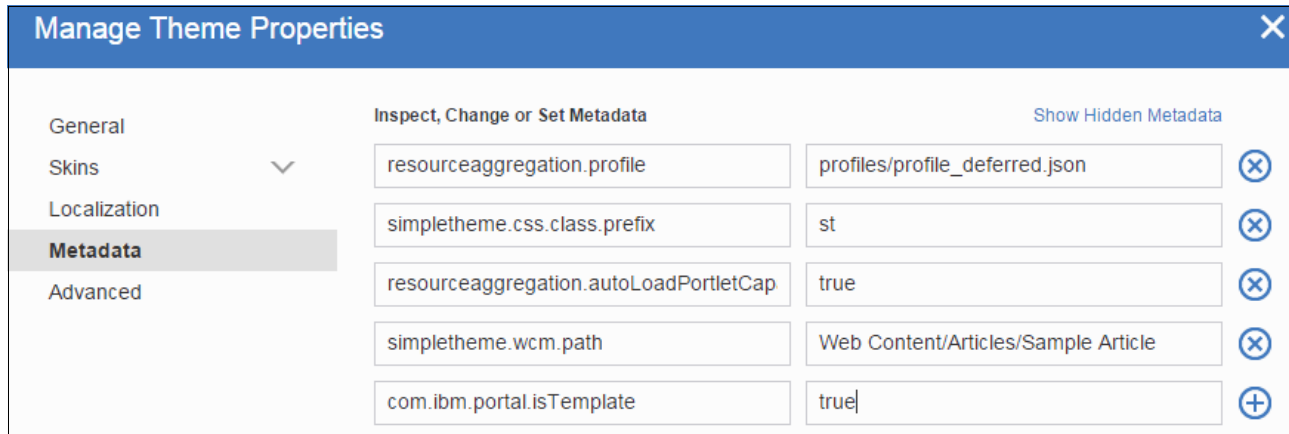 Manage Theme Properties
General
Skins
Localization
Metadata
Advanced
Inspect, Change or Set Metadata
Show Hidden Metadata
resourceaggregation.profile
profiles/profile_deferred.json
simpletheme.css.class.prefix
st
resourceaggregation.autoLoadPortletCap
true
simpletheme.wcm.path
Web Content/Articles/Sample Article
com.ibm.portal.isTemplate
true